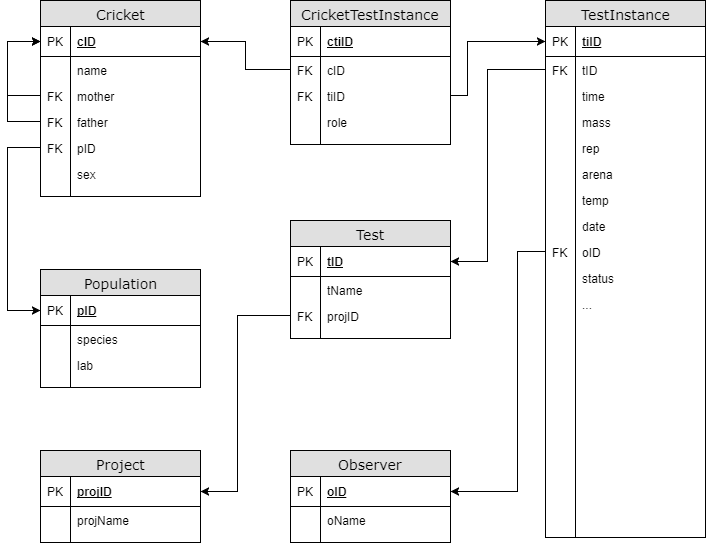 Cricket
PK cID
name
FK mother
FK father
FK pID
sex
CricketTestInstance
PK ctiID
FK cID
FK tiID
role
TestInstance
PK tiID
FK tID
time
mass
rep
arena
temp
date
FK oID
status
...
Test
PK tID
tName
FK projID
Population
PK pID
species
lab
Project
PK projID
projName
Observer
PK oID
oName